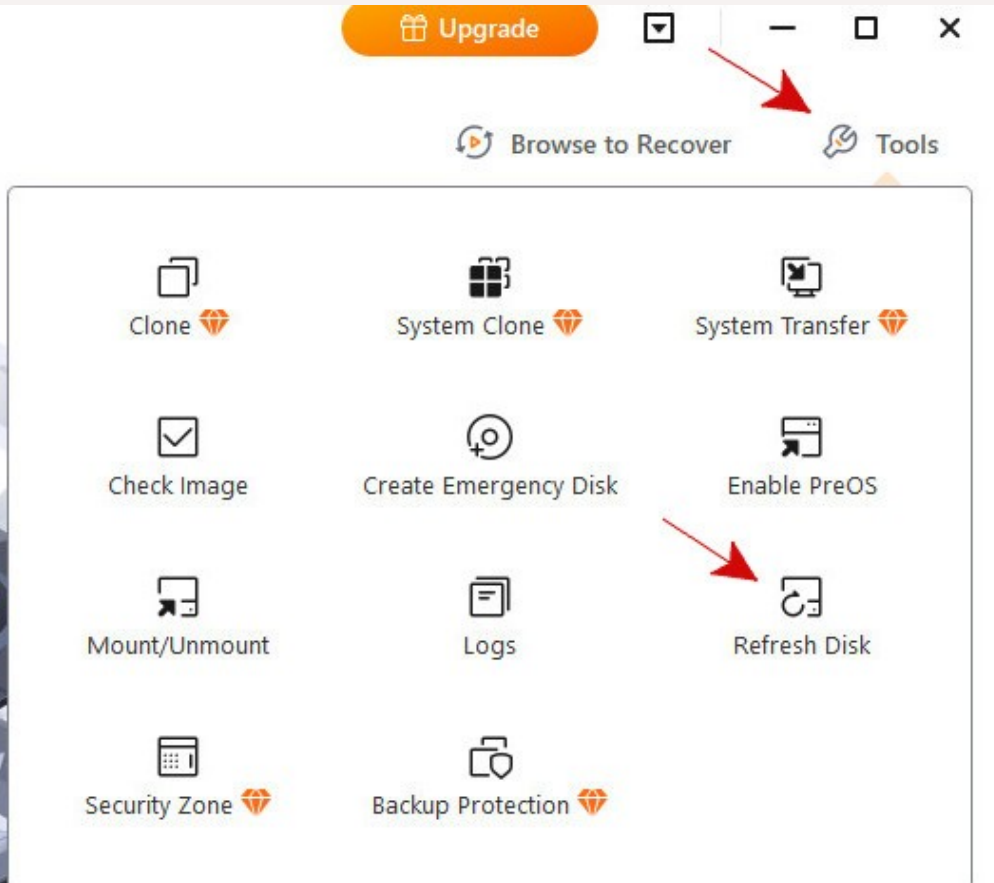 Upgrade
Browse to Recover
Tools
Clone
System Clone
System Transfer
Check Image
Create Emergency Disk
Enable PreOS
Mount/Unmount
Logs
Refresh Disk
Security Zone
Backup Protection